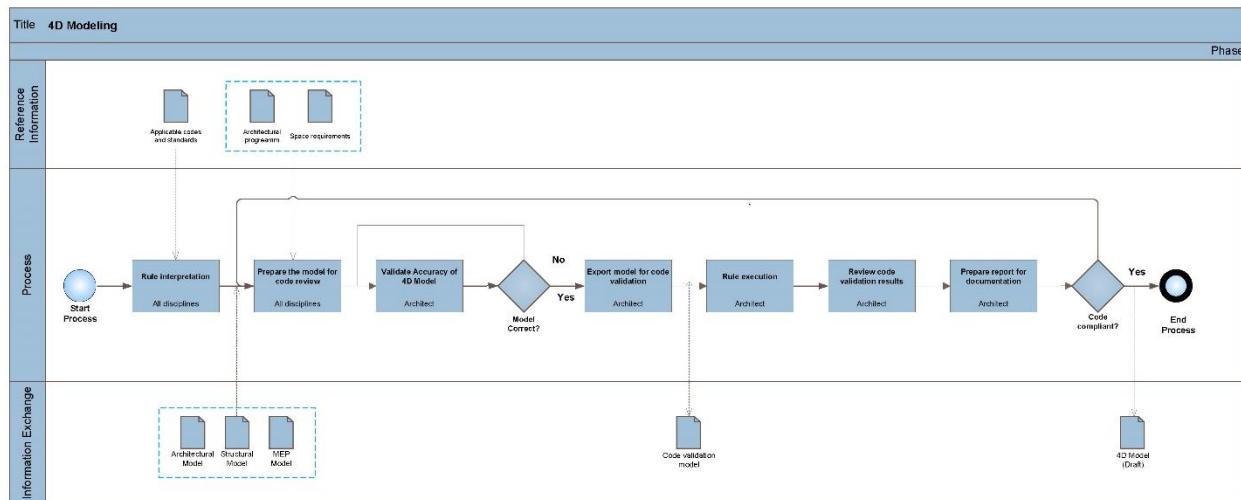 Title 4D Modeling
Phase
Reference
Information
Applicable codes
and standards
Architectural
progreamm
Space requirements
Process
Start
Process
Rule interpretation
All disciplines
Prepare the model for
code review
All disciplines
Validate Accuracy of
4D Model
Architect
No
Yes
Model
Correct?
Export model for code
validation
Architect
Rule execution
Architect
Review code
validation results
Architect
Prepare report for
documentation
Architect
Yes
Code
compliant?
End
Process
Information Exchange
Architectural
Model
Structural
Model
MEP
Model
Code validation
model
4D Model
(Draft)